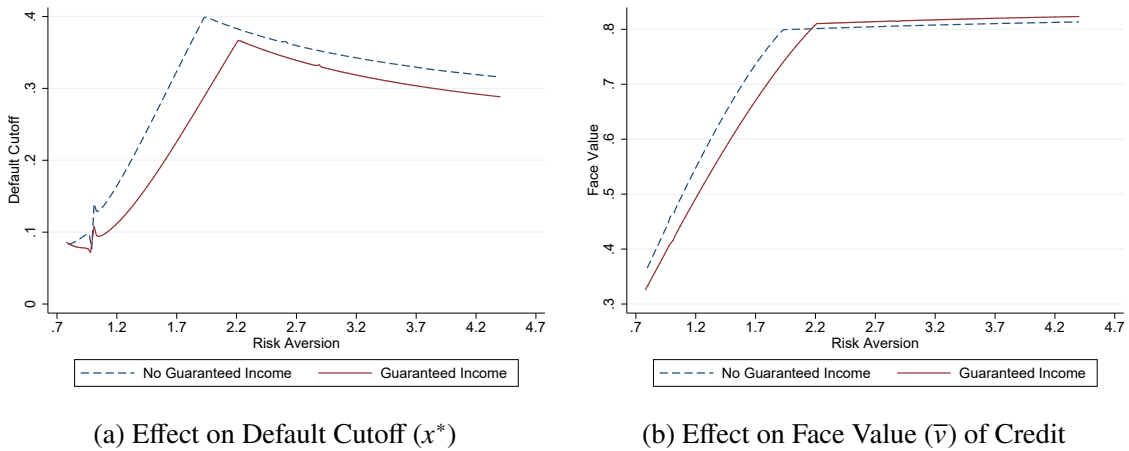 Default Cutoff
.4
.3
.2
.1
0
.7 1.2 1.7 2.2 2.7 3.2 3.7 4.2 4.7
Risk Aversion
No Guaranteed Income Guaranteed Income
(a) Effect on Default Cutoff (x*)
Face Value
.8
.7
.6
.5
.4
.3
.7 1.2 1.7 2.2 2.7 3.2 3.7 4.2 4.7
Risk Aversion
No Guaranteed Income Guaranteed Income
(b) Effect on Face Value (v̅) of Credit